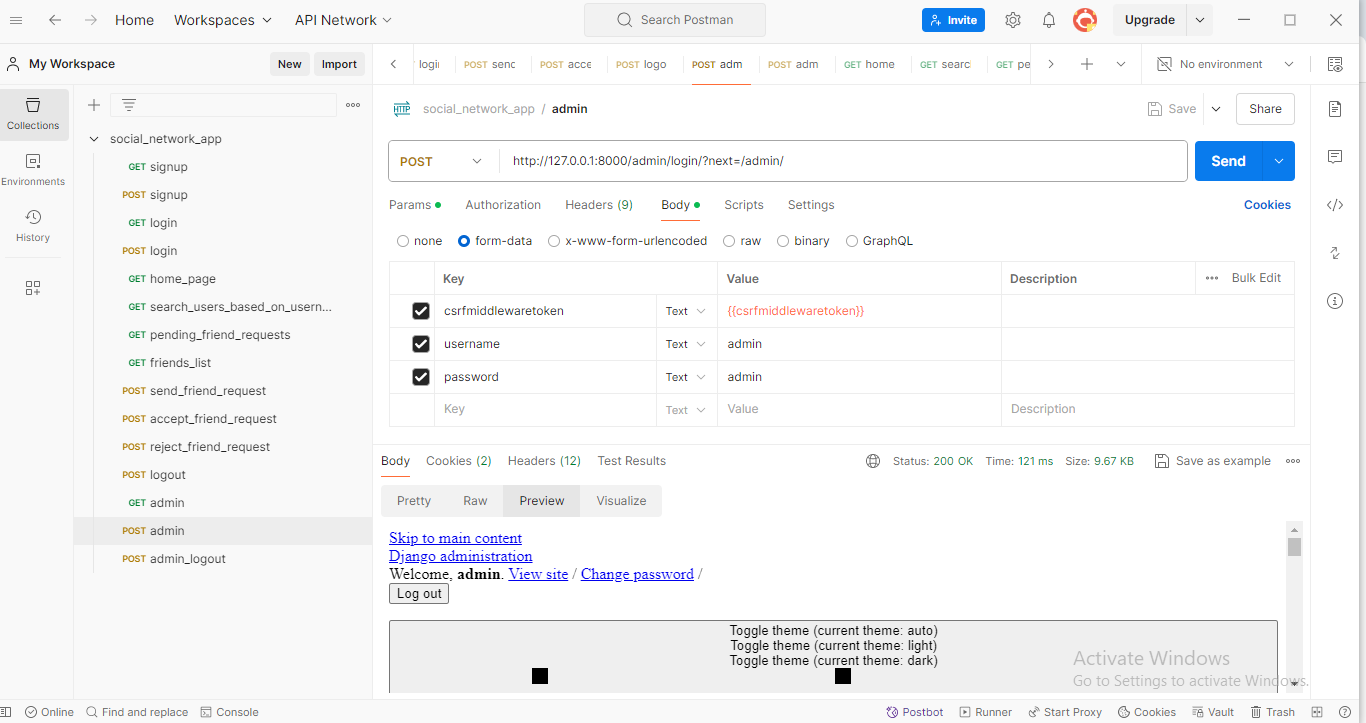 Home Workspaces API Network Search Postman Invite Upgrade
My Workspace New Import
login POST send POST acce POST logo POST adm POST adm GET home GET searc GET pe No environment
Collections
Environments
History
social_network_app
GET signup
POST signup
GET login
POST login
GET home_page
GET search_users_based_on_usern...
GET pending_friend_requests
GET friends_list
POST send_friend_request
POST accept_friend_request
POST reject_friend_request
POST logout
GET admin
POST admin
POST admin_logout
HTTP social_network_app / admin Save Share
POST http://127.0.0.1:8000/admin/login/?next=/admin/ Send
Params Authorization Headers (9) Body Scripts Settings Cookies
none form-data x-www-form-urlencoded raw binary GraphQL
Key Value Description Bulk Edit
csrfmiddlewaretoken Text {{csrfmiddlewaretoken}}
username Text admin
password Text admin
Key Text Value Description
Body Cookies (2) Headers (12) Test Results Status: 200 OK Time: 121 ms Size: 9.67 KB Save as example
Pretty Raw Preview Visualize
Skip to main content
Django administration
Welcome, admin. View site / Change password /
Log out
Toggle theme (current theme: auto)
Toggle theme (current theme: light)
Toggle theme (current theme: dark)
Activate Windows
Go to Settings to activate Windows.
Online Find and replace Console Postbot Runner Start Proxy Cookies Vault Trash